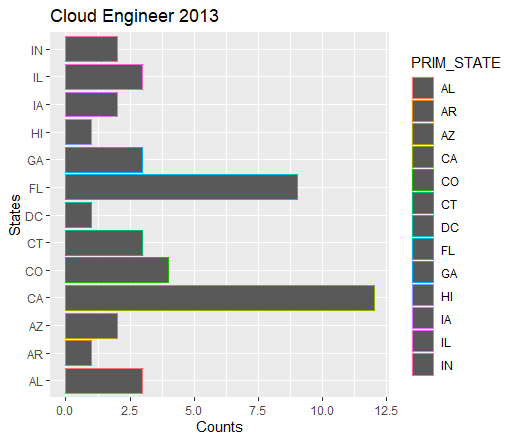 Cloud Engineer 2013
States
IN
IL
IA
HI
GA
FL
DC
CT
CO
CA
AZ
AR
AL
0.0 2.5 5.0 7.5 10.0 12.5
Counts
PRIM_STATE
AL
AR
AZ
CA
CO
CT
DC
FL
GA
HI
IA
IL
IN